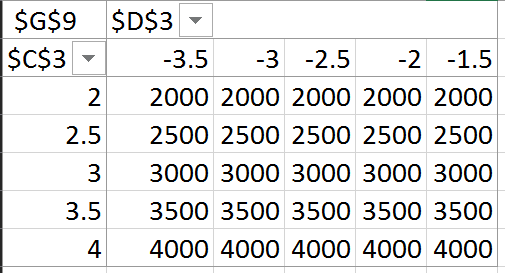 $G$9 $D$3
$C$3 -3.5 -3 -2.5 -2 -1.5
2 2000 2000 2000 2000 2000
2.5 2500 2500 2500 2500 2500
3 3000 3000 3000 3000 3000
3.5 3500 3500 3500 3500 3500
4 4000 4000 4000 4000 4000